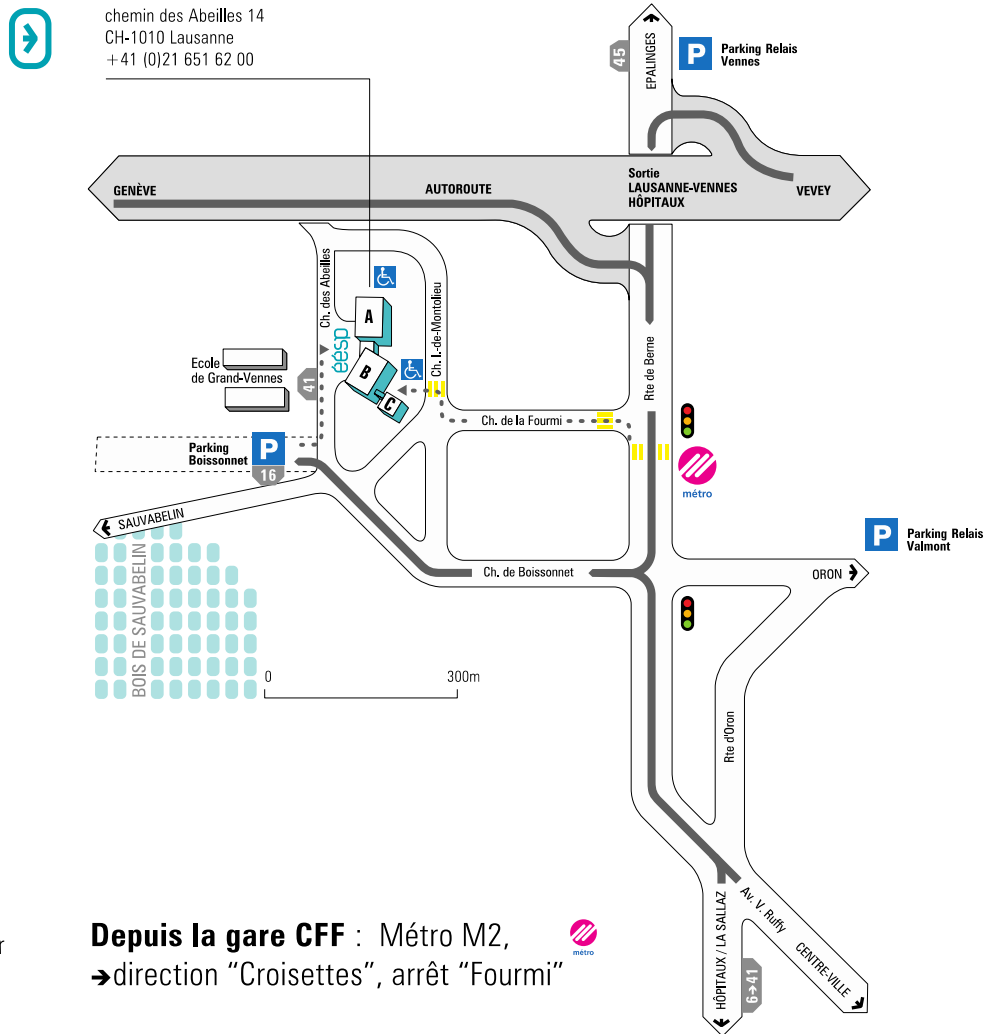 chemin des Abeilles 14
CH-1010 Lausanne
+41 (0)21 651 62 00
45
EPALINGES
P
Parking Relais
Vennes
GENÈVE
AUTOROUTE
Sortie
LAUSANNE-VENNES
HÔPITAUX
VEVEY
Ch. des Abeilles
A
B
C
éésp
Ch. I.-de-Montolieu
Rte de Berne
Ecole
de Grand-Vennes
41
Ch. de la Fourmi
Parking
Boissonnet
P
16
métro
SAUVABELIN
BOIS DE SAUVABELIN
P
Parking Relais
Valmont
Ch. de Boissonnet
ORON
0
300m
Rte d'Oron
Av. V. Ruffy
CENTRE-VILLE
HÔPITAUX / LA SALLAZ
6→41
r
Depuis la gare CFF : Métro M2,
métro
→direction “Croisettes”, arrêt “Fourmi”